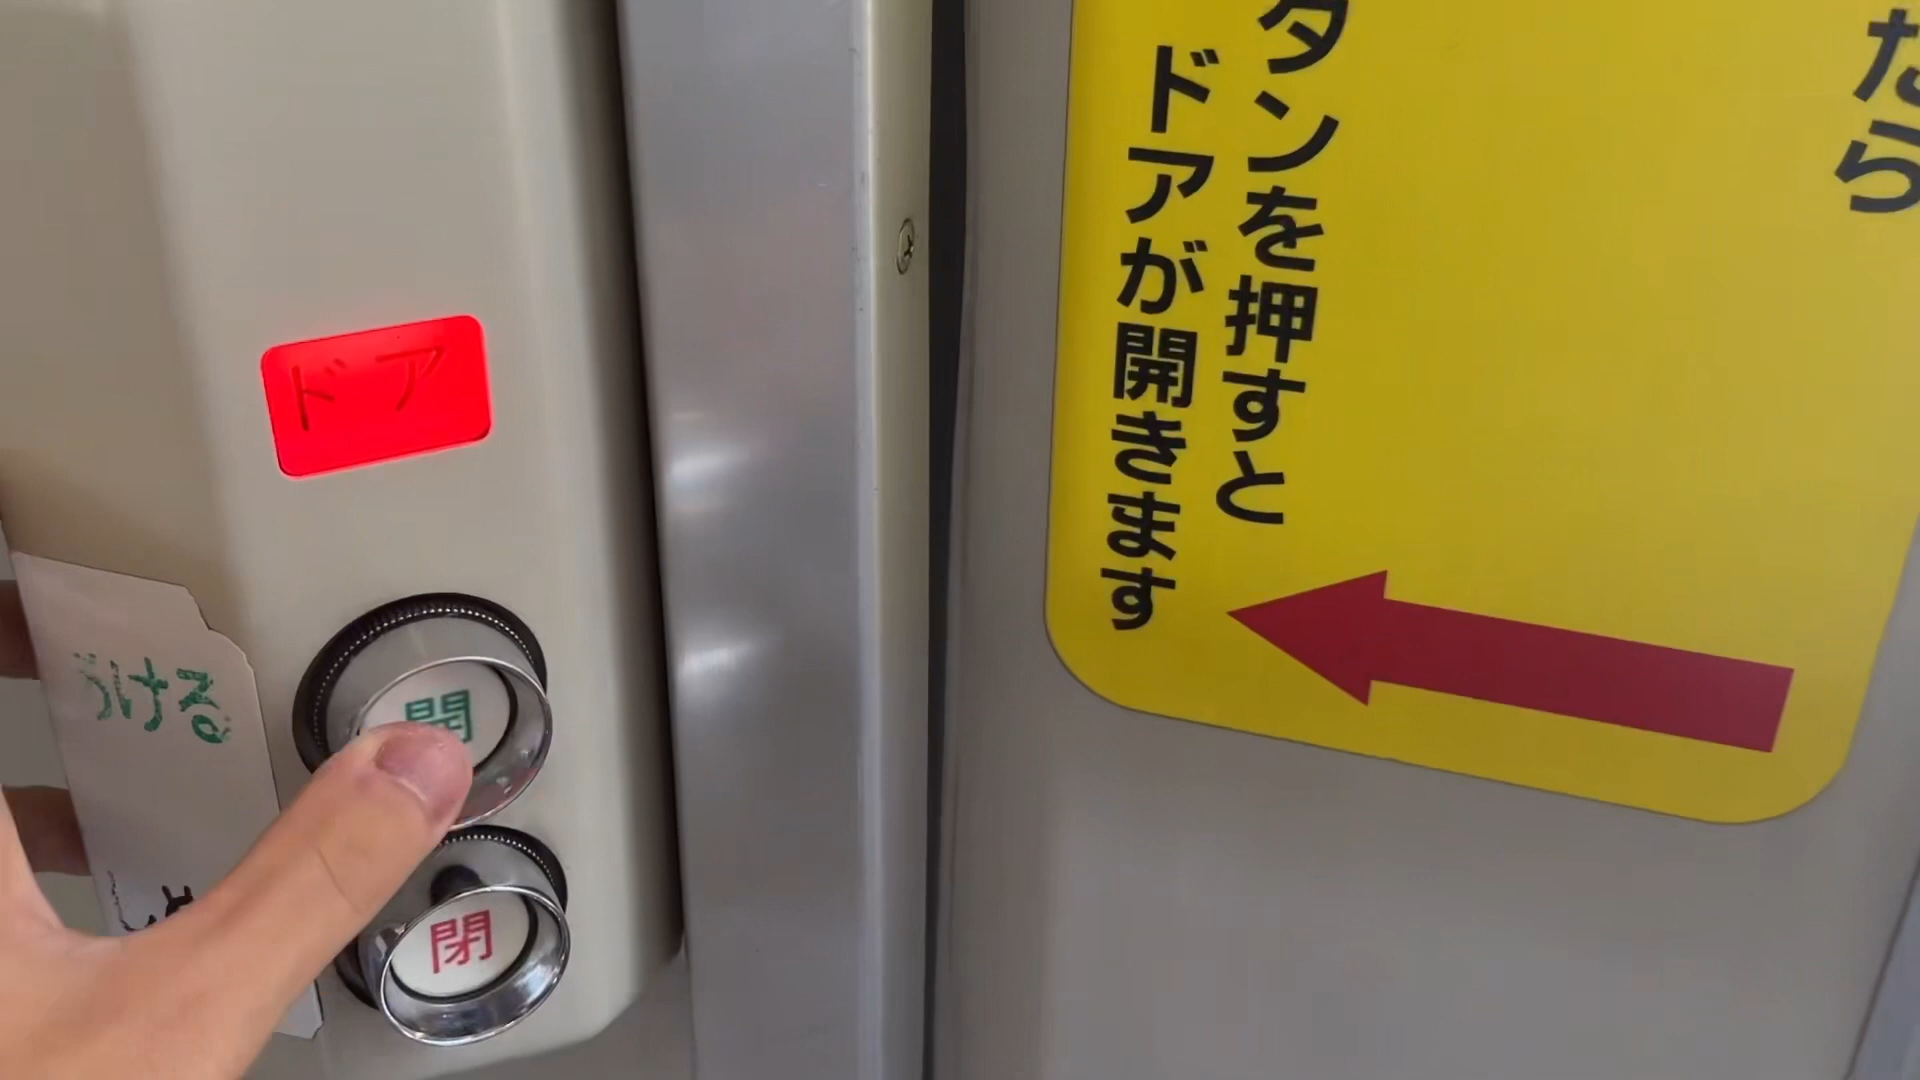 たら
タンを押すと
ドアが開きます
ドア
開
閉
ける